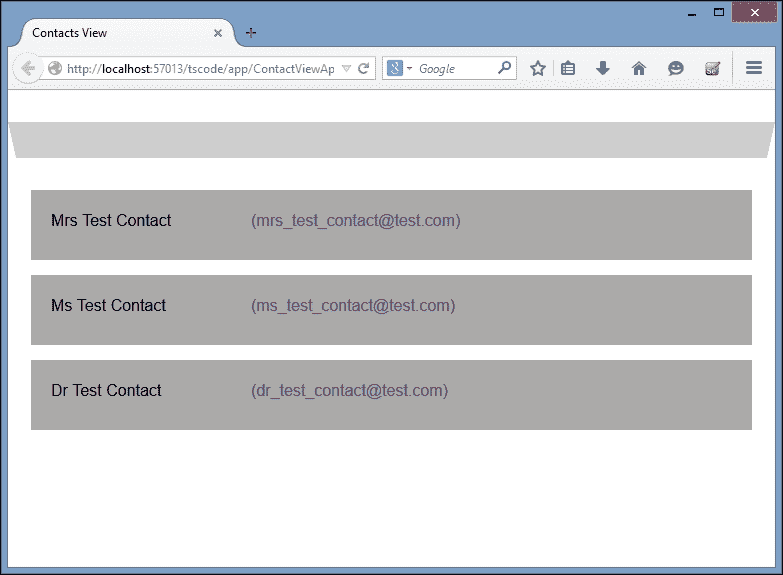 Contacts View
http://localhost:57013/tscode/app/ContactViewAp
Google
Mrs Test Contact (mrs_test_contact@test.com)
Ms Test Contact (ms_test_contact@test.com)
Dr Test Contact (dr_test_contact@test.com)